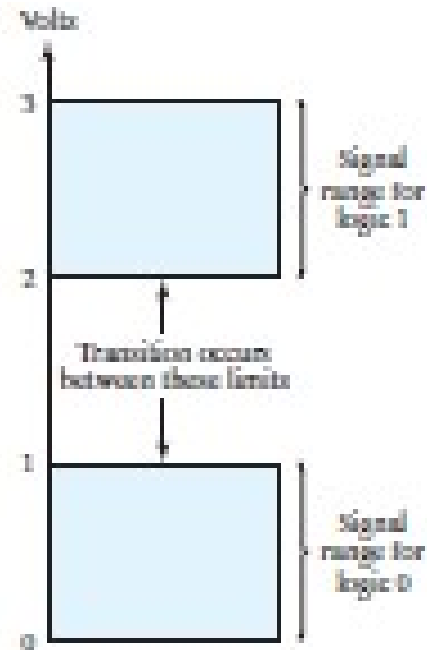 Volts
3
Signal
range for
logic 1
2
Transition occurs
between these limits
1
Signal
range for
logic 0
0